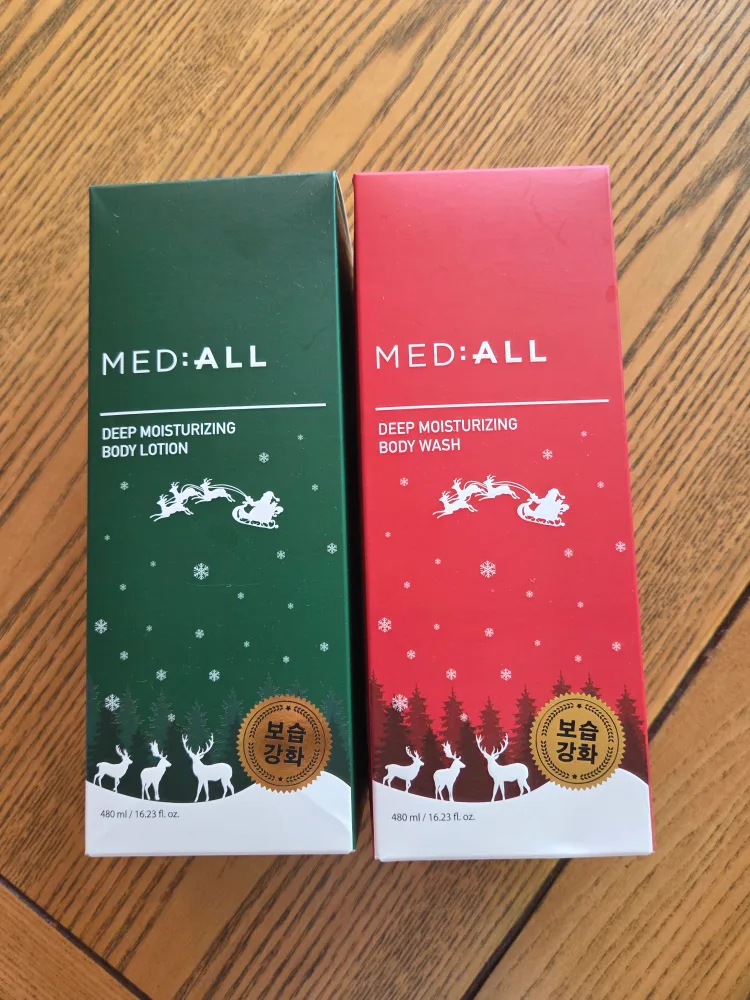 MED:ALL
DEEP MOISTURIZING
BODY LOTION
보습
강화
480 ml / 16.23 fl. oz.
MED:ALL
DEEP MOISTURIZING
BODY WASH
보습
강화
480 ml / 16.23 fl. oz.